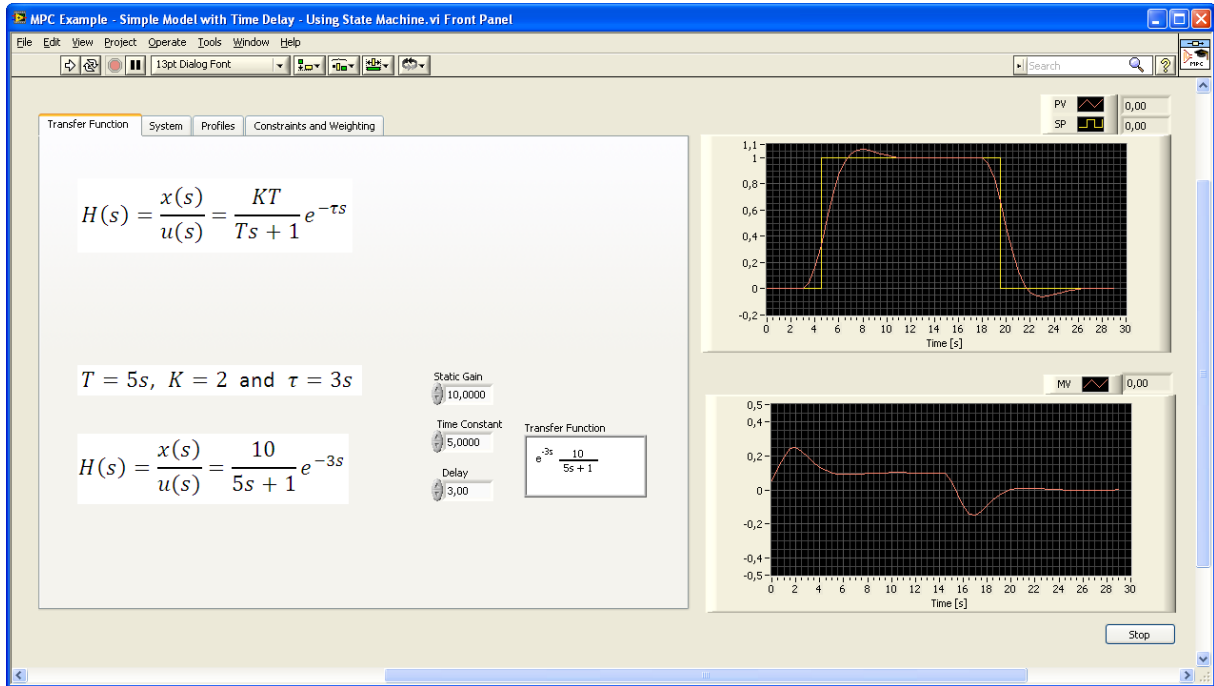 MPC Example - Simple Model with Time Delay - Using State Machine.vi Front Panel
File Edit View Project Operate Tools Window Help
13pt Dialog Font
Search
MPC
Transfer Function System Profiles Constraints and Weighting
H(s) = x(s)/u(s) = KT/(Ts + 1) e^{-τs}
T = 5s, K = 2 and τ = 3s
H(s) = x(s)/u(s) = 10/(5s + 1) e^{-3s}
Static Gain
10,0000
Time Constant
5,0000
Delay
3,00
Transfer Function
e^{-3s} 10/(5s + 1)
PV 0,00
SP 0,00
1,1
1
0,8
0,6
0,4
0,2
0
-0,2
0 2 4 6 8 10 12 14 16 18 20 22 24 26 28 30
Time [s]
MV 0,00
0,5
0,4
0,2
0
-0,2
-0,4
-0,5
0 2 4 6 8 10 12 14 16 18 20 22 24 26 28 30
Time [s]
Stop